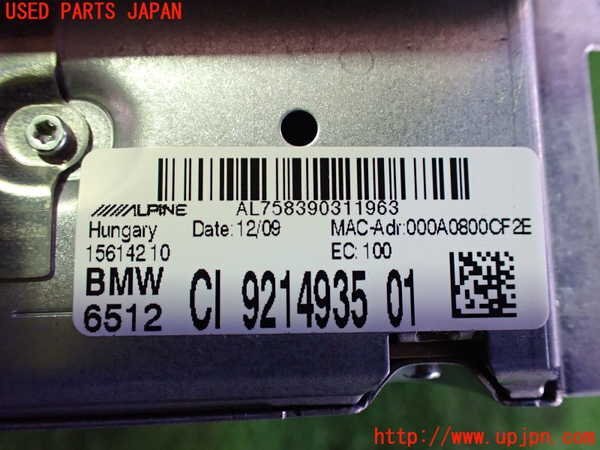 USED PARTS JAPAN
ALPINE
AL758390311963
Hungary Date: 12/09 MAC-Adr: 000A0800CF2E
15614210 EC: 100
BMW
6512 CI 9214935 01
http://www.upjpn.com/